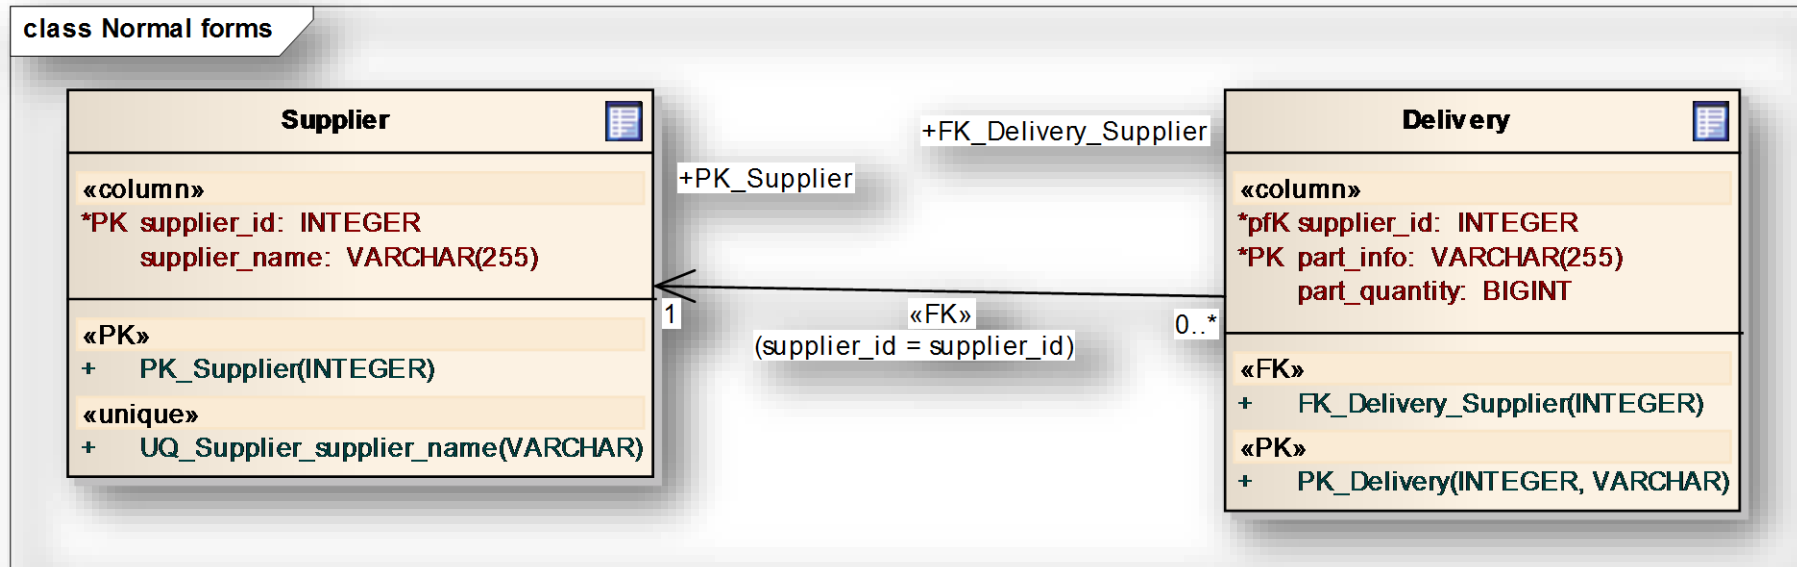 class Normal forms
Supplier
«column»
*PK supplier_id: INTEGER
supplier_name: VARCHAR(255)
«PK»
+ PK_Supplier(INTEGER)
«unique»
+ UQ_Supplier_supplier_name(VARCHAR)
+PK_Supplier
+FK_Delivery_Supplier
1
«FK»
(supplier_id = supplier_id)
0..*
Delivery
«column»
*pfK supplier_id: INTEGER
*PK part_info: VARCHAR(255)
part_quantity: BIGINT
«FK»
+ FK_Delivery_Supplier(INTEGER)
«PK»
+ PK_Delivery(INTEGER, VARCHAR)